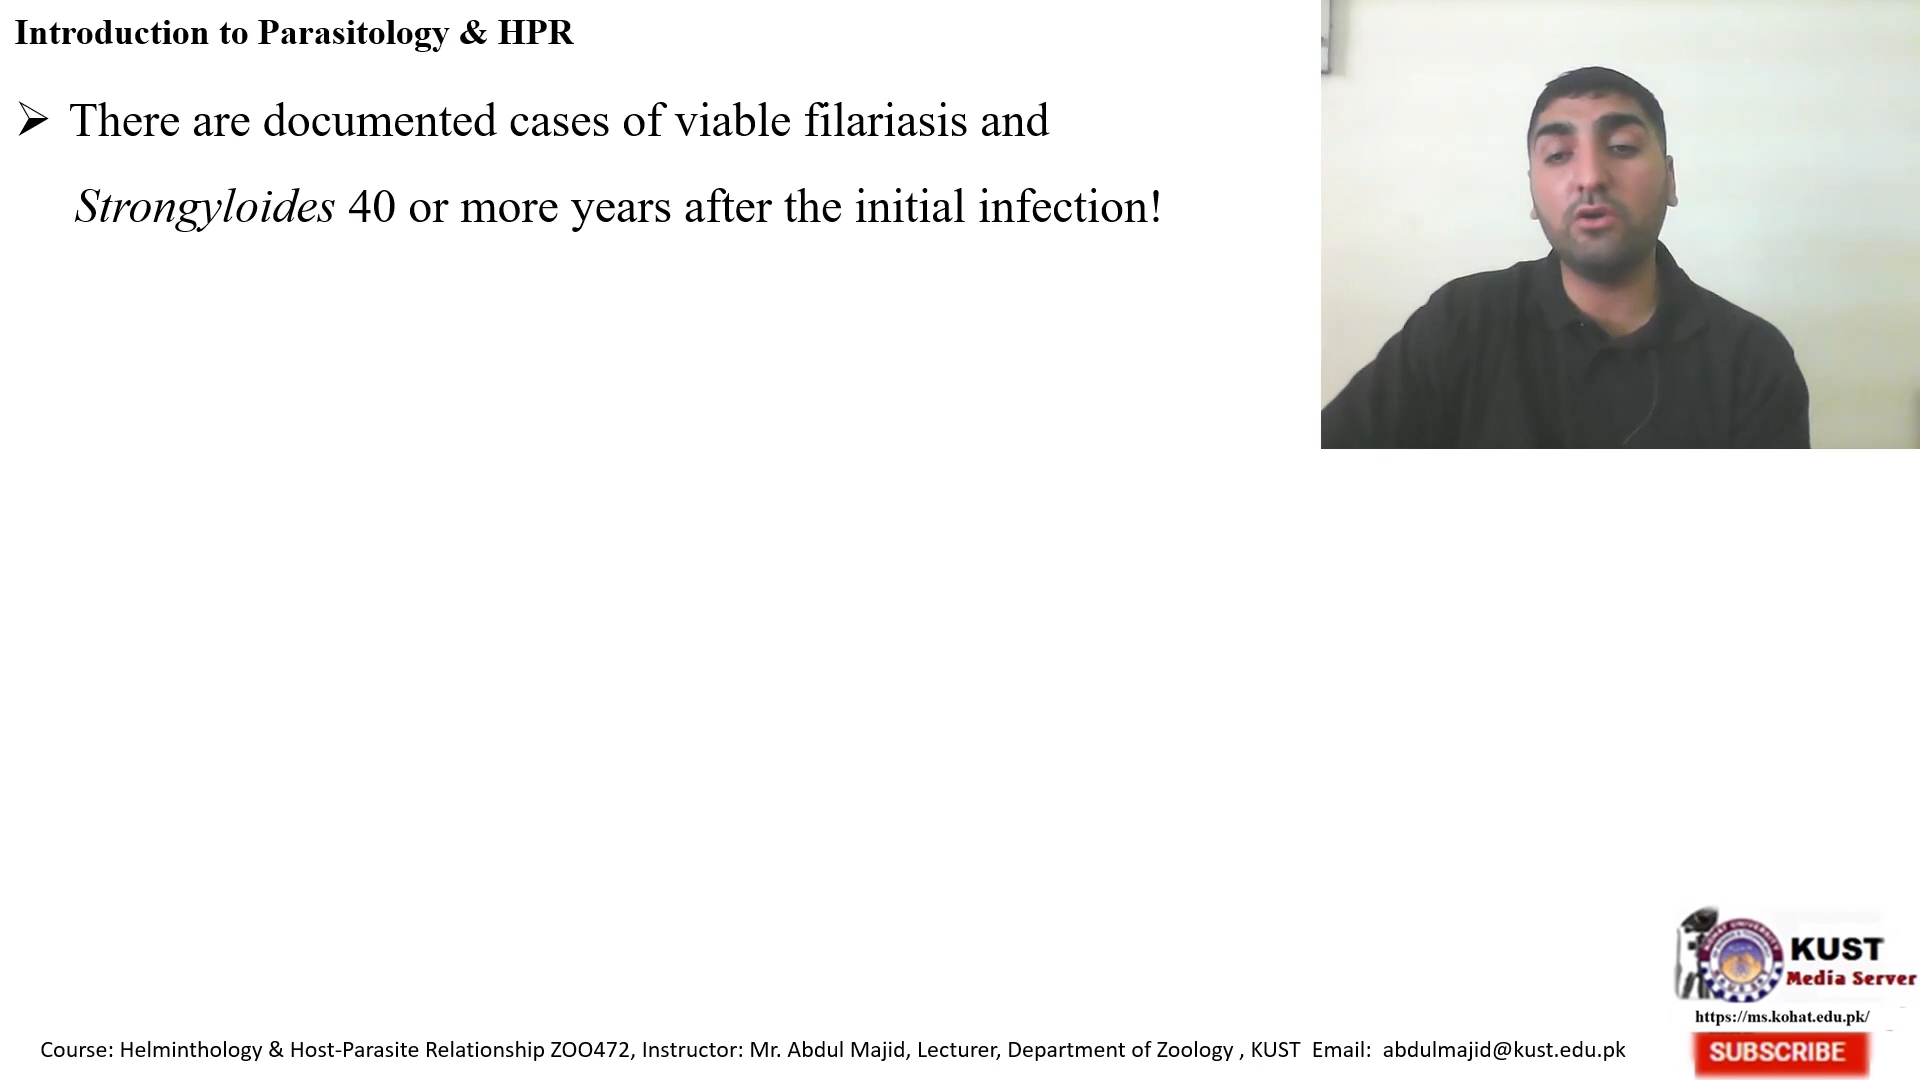 Introduction to Parasitology & HPR
➢ There are documented cases of viable filariasis and
Strongyloides 40 or more years after the initial infection!
KUST
Media Server
https://ms.kohat.edu.pk/
SUBSCRIBE
Course: Helminthology & Host-Parasite Relationship ZOO472, Instructor: Mr. Abdul Majid, Lecturer, Department of Zoology , KUST Email: abdulmajid@kust.edu.pk